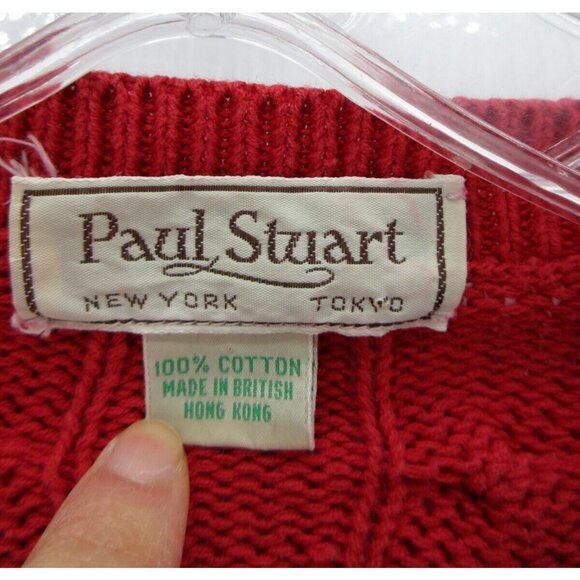 Paul Stuart
NEW YORK TOKYO
100% COTTON
MADE IN BRITISH
HONG KONG